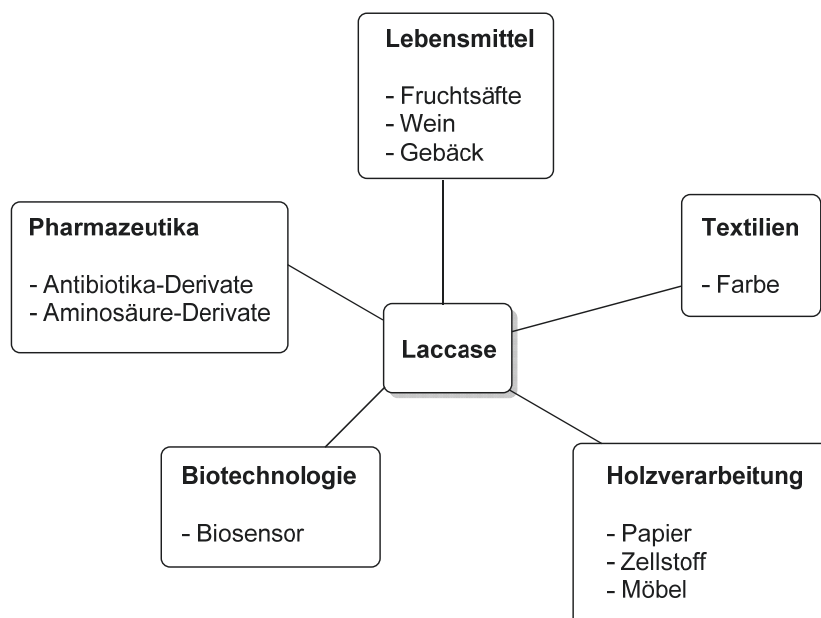 Lebensmittel
- Fruchtsäfte
- Wein
- Gebäck
Pharmazeutika
- Antibiotika-Derivate
- Aminosäure-Derivate
Textilien
- Farbe
Laccase
Biotechnologie
- Biosensor
Holzverarbeitung
- Papier
- Zellstoff
- Möbel